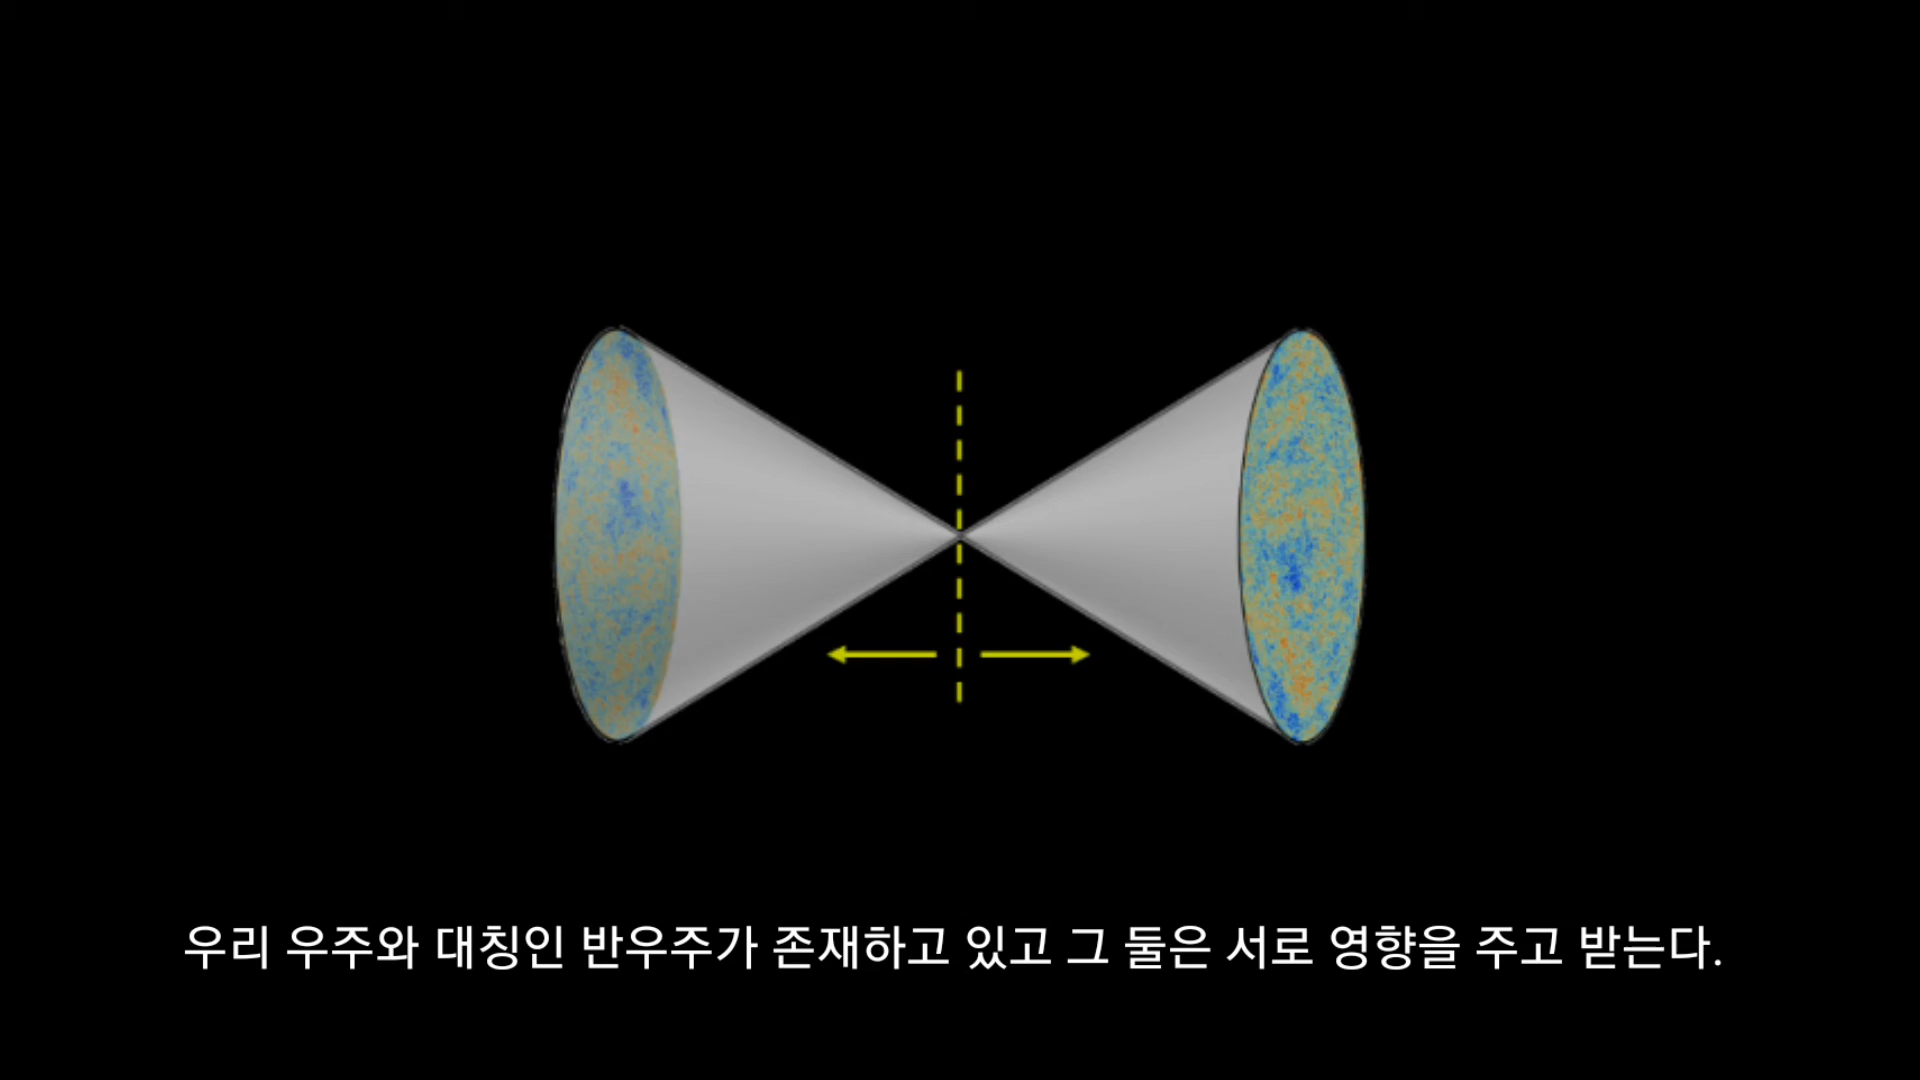 우리 우주와 대칭인 반우주가 존재하고 있고 그 둘은 서로 영향을 주고 받는다.